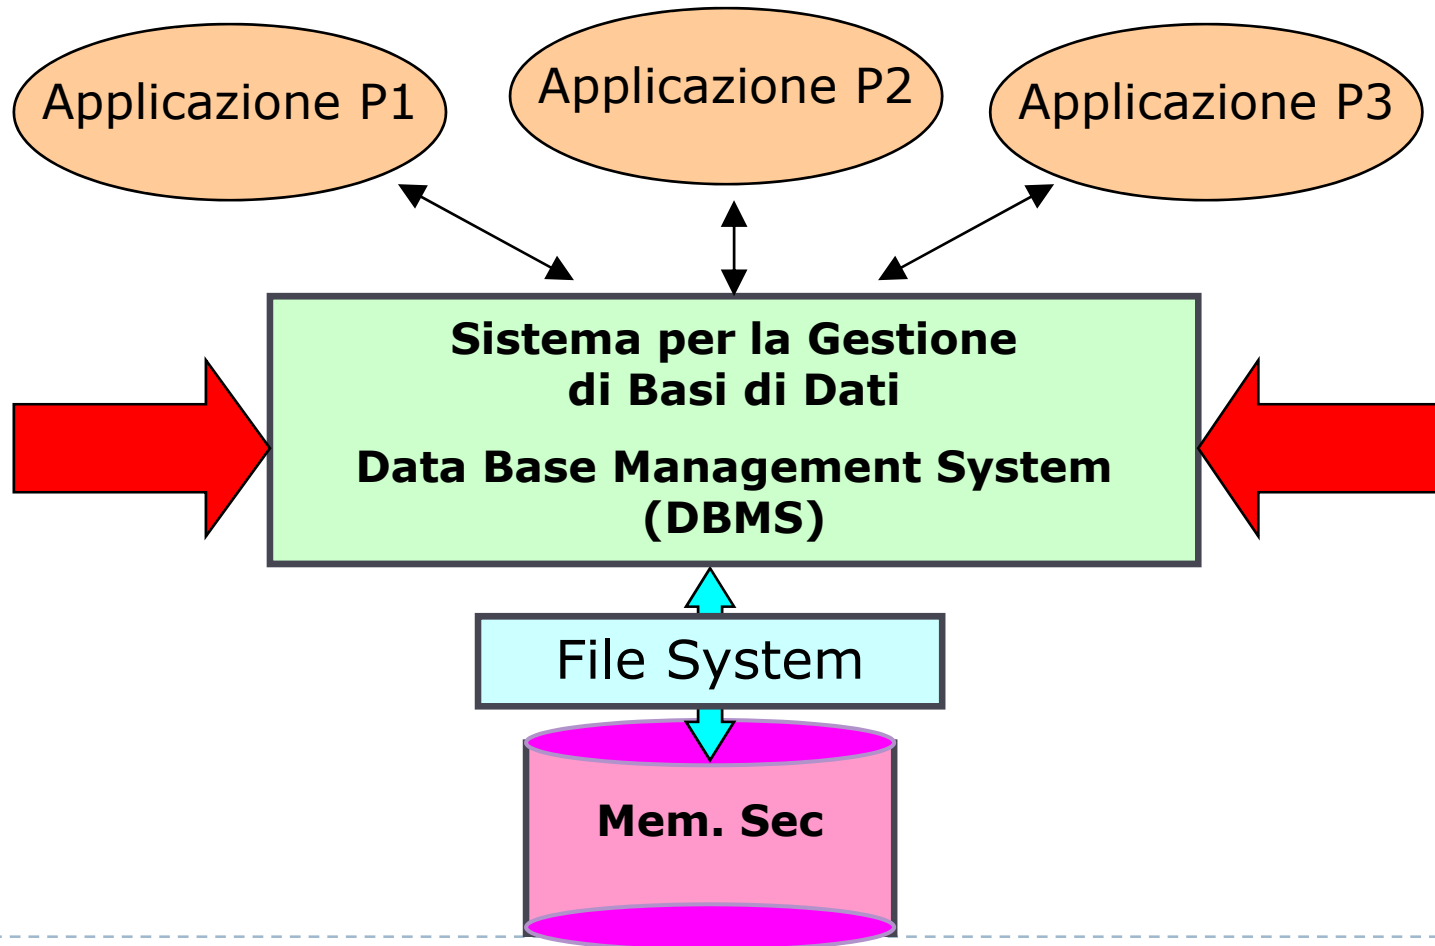 Applicazione P1
Applicazione P2
Applicazione P3
Sistema per la Gestione
di Basi di Dati
Data Base Management System
(DBMS)
File System
Mem. Sec